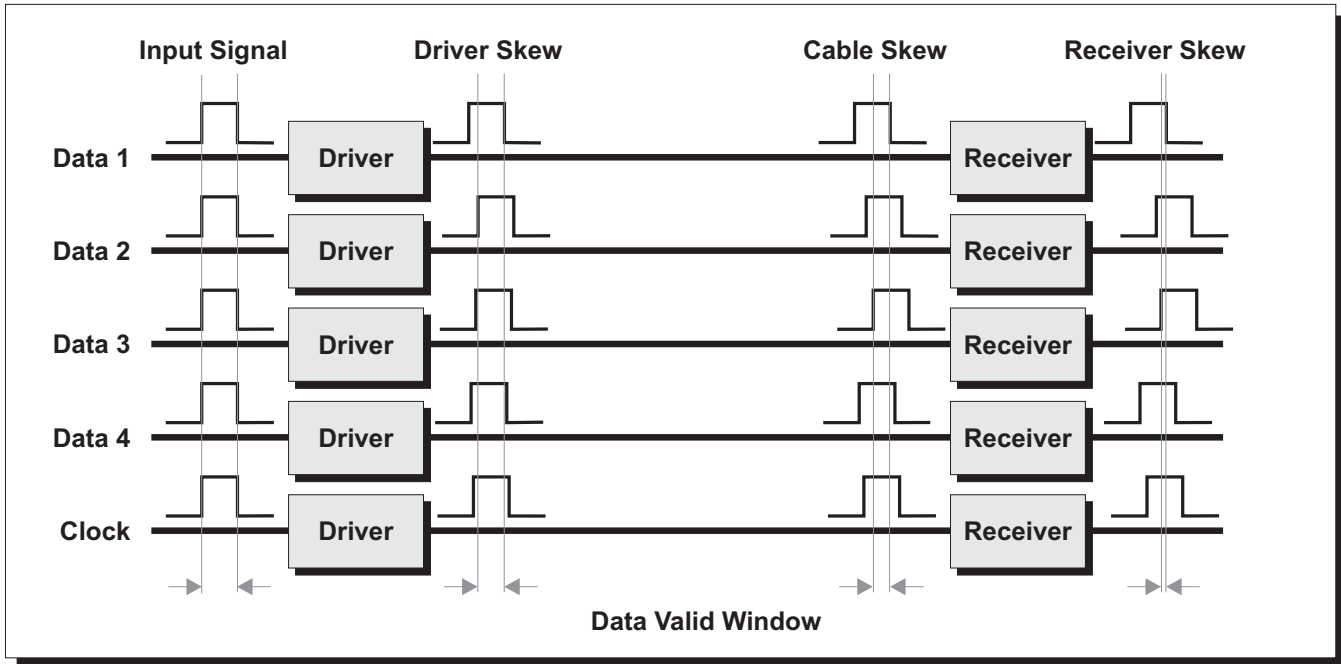 Input Signal Driver Skew Cable Skew Receiver Skew
Data 1 Driver Receiver
Data 2 Driver Receiver
Data 3 Driver Receiver
Data 4 Driver Receiver
Clock Driver Receiver
Data Valid Window